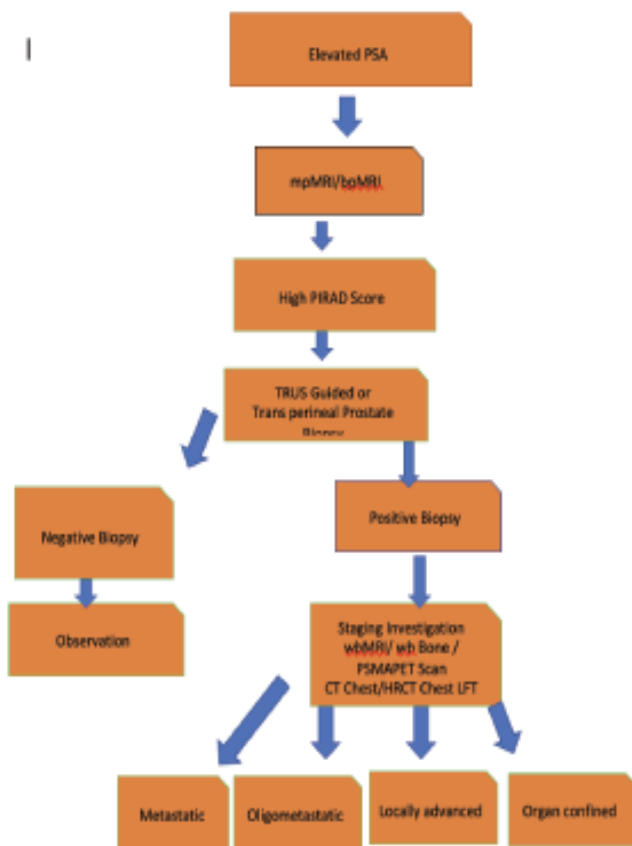 Elevated PSA
mpMRI/bpMRI
High PIRAD Score
TRUS Guided or
Trans perineal Prostate
Biopsy
Negative Biopsy
Positive Biopsy
Observation
Staging Investigation
wbMRI/ wb Bone /
PSMAPET Scan
CT Chest/HRCT Chest LFT
Metastatic
Oligometastatic
Locally advanced
Organ confined